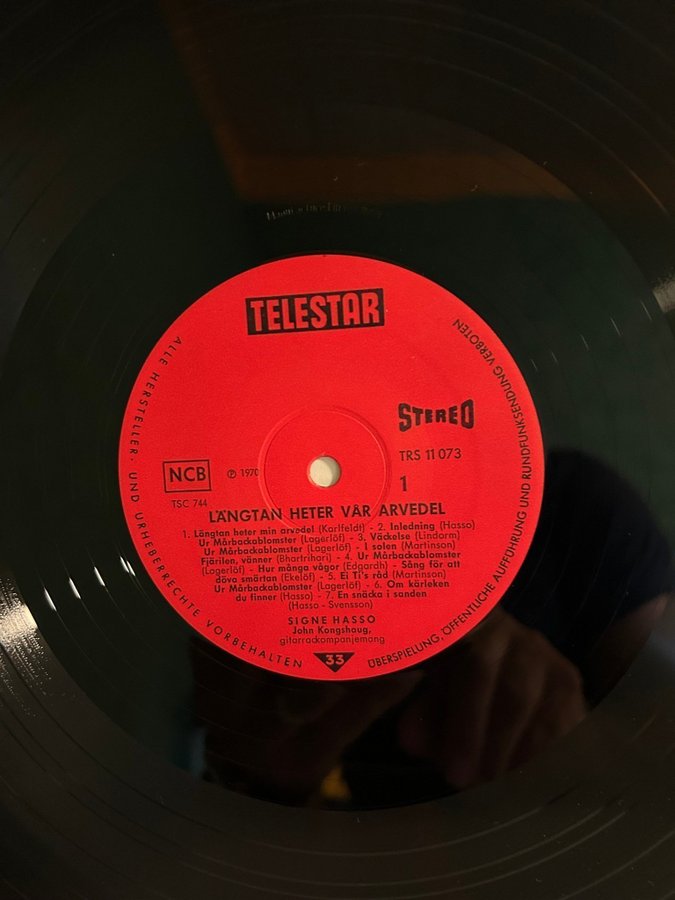 TELESTAR
STEREO
NCB
℗ 1970
TRS 11 073
TSC 744
1
LÄNGTAN HETER VÅR ARVEDEL
1. Längtan heter min arvedel (Karlfeldt) - 2. Inledning (Hasso)
Ur Mårbackablomster (Lagerlöf) - 3. Väckelse (Lindorm)
Ur Mårbackablomster (Lagerlöf) - I solen (Martinson)
Fjärilen, vänner (Bhartrihari) - 4. Ur Mårbackablomster
(Lagerlöf) - Hur många vågor (Edgardh) - Sång för att
döva smärtan (Ekelöf) - 5. Ei Ti's råd (Martinson)
Ur Mårbackablomster (Lagerlöf) - 6. Om kärleken
du finner (Hasso) - 7. En snäcka i sanden
(Hasso - Svensson)
SIGNE HASSO
John Kongshaug,
gitarrackompanjemang
33
ALLE HERSTELLER- UND URHEBERRECHTE VORBEHALTEN
ÜBERSPIELUNG, ÖFFENTLICHE AUFFÜHRUNG UND RUNDFUNKSENDUNG VERBOTEN